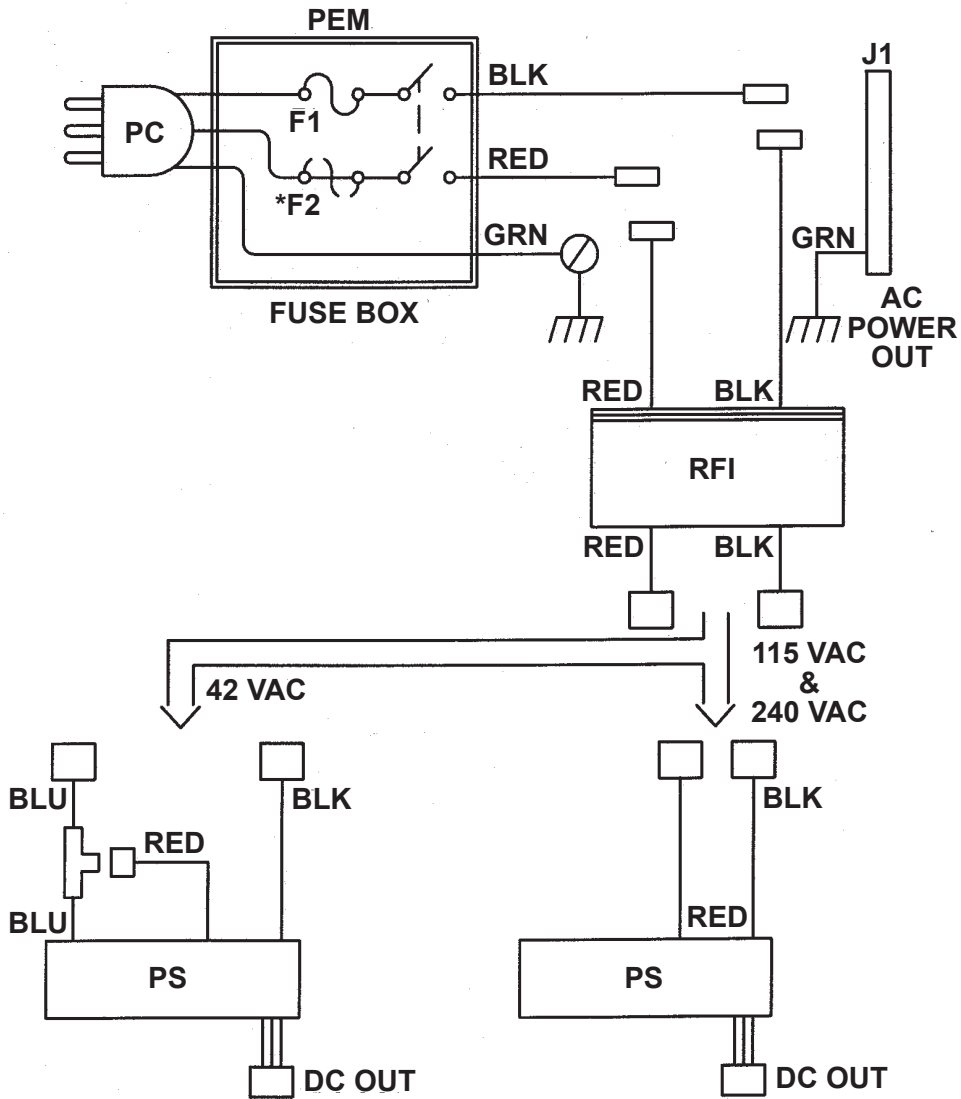 PEM
J1
BLK
PC
F1
RED
*F2
GRN
GRN
FUSE BOX
AC
POWER
OUT
RED
BLK
RFI
RED
BLK
115 VAC
&
240 VAC
42 VAC
BLU
BLK
BLK
RED
BLU
RED
PS
PS
DC OUT
DC OUT